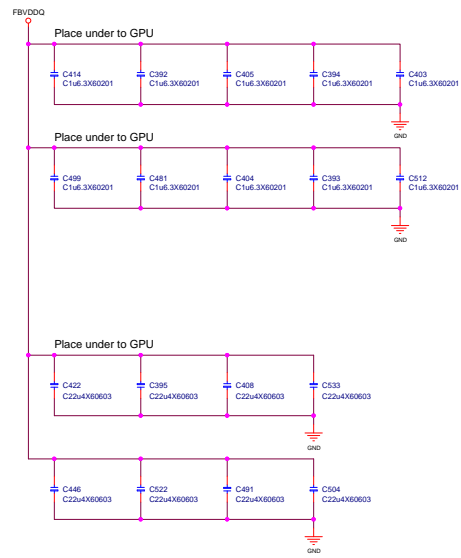 FBVDDQ
Place under to GPU
C414 C392 C405 C394 C403
C1u6.3X60201 C1u6.3X60201 C1u6.3X60201 C1u6.3X60201 C1u6.3X60201
GND
Place under to GPU
C499 C481 C404 C393 C512
C1u6.3X60201 C1u6.3X60201 C1u6.3X60201 C1u6.3X60201 C1u6.3X60201
GND
Place under to GPU
C422 C395 C408 C533
C22u4X60603 C22u4X60603 C22u4X60603 C22u4X60603
GND
C446 C522 C491 C504
C22u4X60603 C22u4X60603 C22u4X60603 C22u4X60603
GND